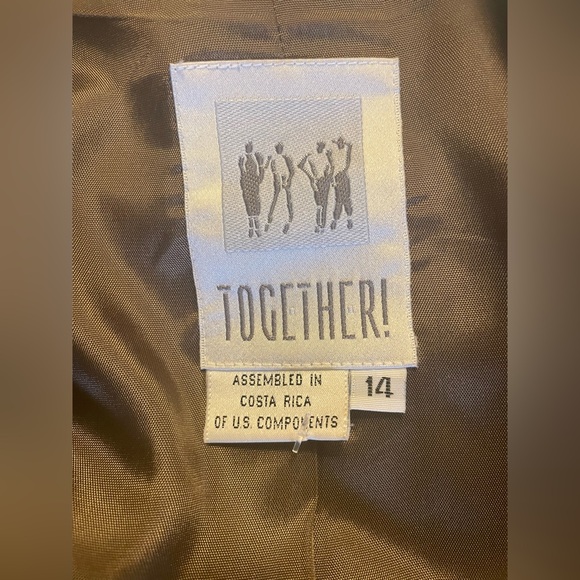 TOGETHER!
ASSEMBLED IN
COSTA RICA
OF U.S. COMPONENTS
14